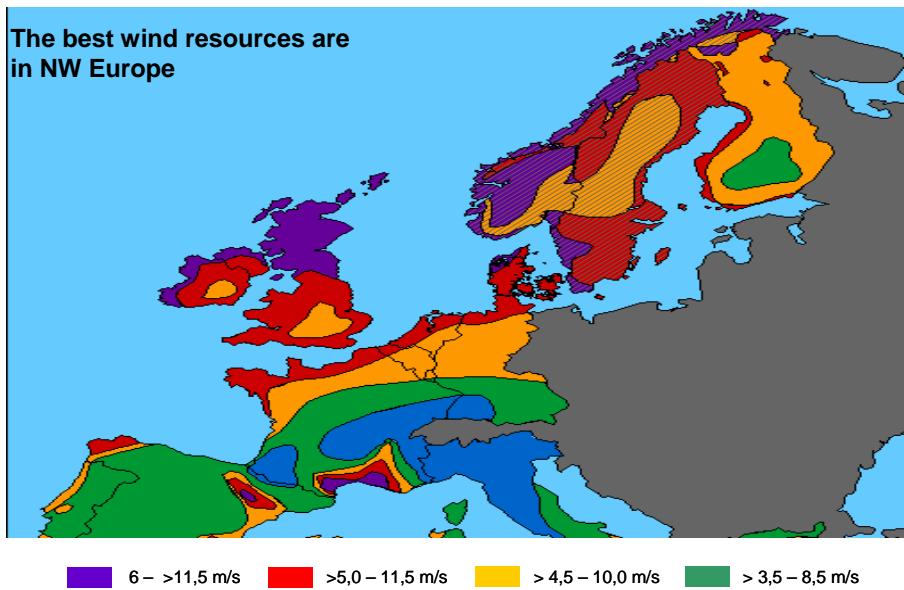 The best wind resources are
in NW Europe
6 – >11,5 m/s >5,0 – 11,5 m/s > 4,5 – 10,0 m/s > 3,5 – 8,5 m/s